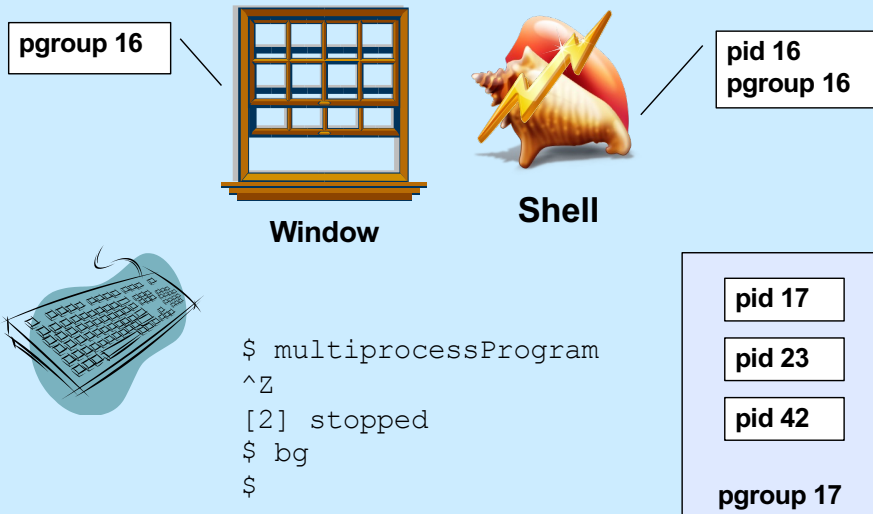 pgroup 16
pid 16
pgroup 16
Window
Shell
$ multiprocessProgram
^Z
[2] stopped
$ bg
$
pid 17
pid 23
pid 42
pgroup 17